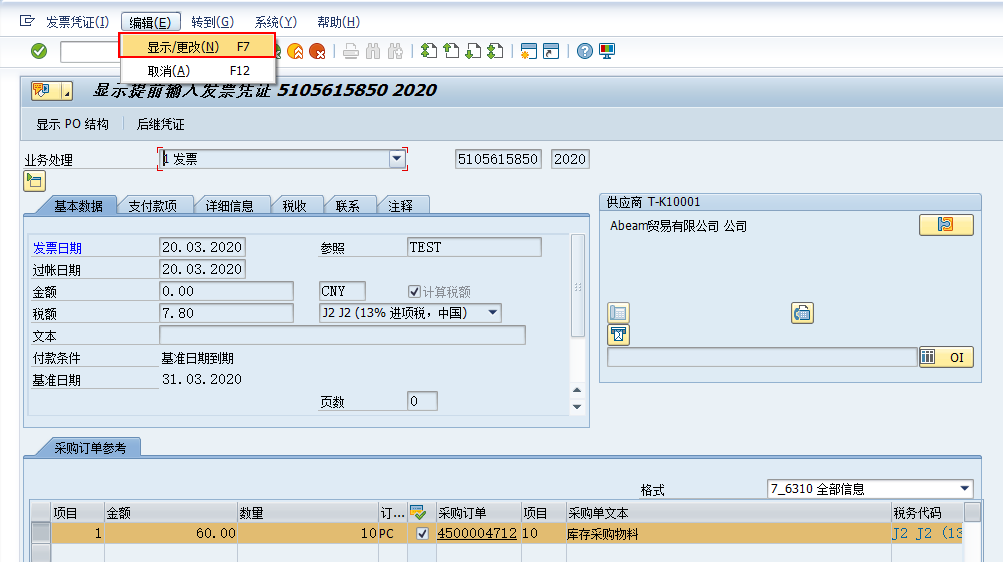 发票凭证(I) 编辑(E) 转到(G) 系统(Y) 帮助(H)
显示/更改(N) F7
取消(A) F12
显示提前输入发票凭证 5105615850 2020
显示 PO 结构 后继凭证
业务处理 1 发票 5105615850 2020
基本数据 支付款项 详细信息 税收 联系 注释
发票日期 20.03.2020 参照 TEST
过帐日期 20.03.2020
金额 0.00 CNY 计算税额
税额 7.80 J2 J2 (13% 进项税，中国)
文本
付款条件 基准日期到期
基准日期 31.03.2020
页数 0
供应商 T-K10001
Abeam贸易有限公司 公司
OI
采购订单参考
格式 7_6310 全部信息
项目 金额 数量 订... 采购订单 项目 采购单文本 税务代码
1 60.00 10 PC 4500004712 10 库存采购物料 J2 J2 (13